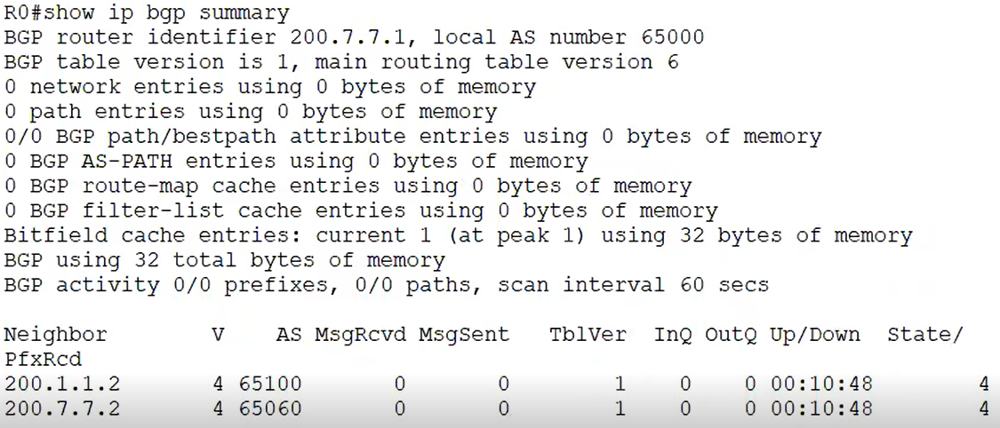 R0#show ip bgp summary
BGP router identifier 200.7.7.1, local AS number 65000
BGP table version is 1, main routing table version 6
0 network entries using 0 bytes of memory
0 path entries using 0 bytes of memory
0/0 BGP path/bestpath attribute entries using 0 bytes of memory
0 BGP AS-PATH entries using 0 bytes of memory
0 BGP route-map cache entries using 0 bytes of memory
0 BGP filter-list cache entries using 0 bytes of memory
Bitfield cache entries: current 1 (at peak 1) using 32 bytes of memory
BGP using 32 total bytes of memory
BGP activity 0/0 prefixes, 0/0 paths, scan interval 60 secs

Neighbor        V    AS MsgRcvd MsgSent   TblVer  InQ OutQ Up/Down  State/
PfxRcd
200.1.1.2       4 65100       0       0        1    0    0 00:10:48        4
200.7.7.2       4 65060       0       0        1    0    0 00:10:48        4